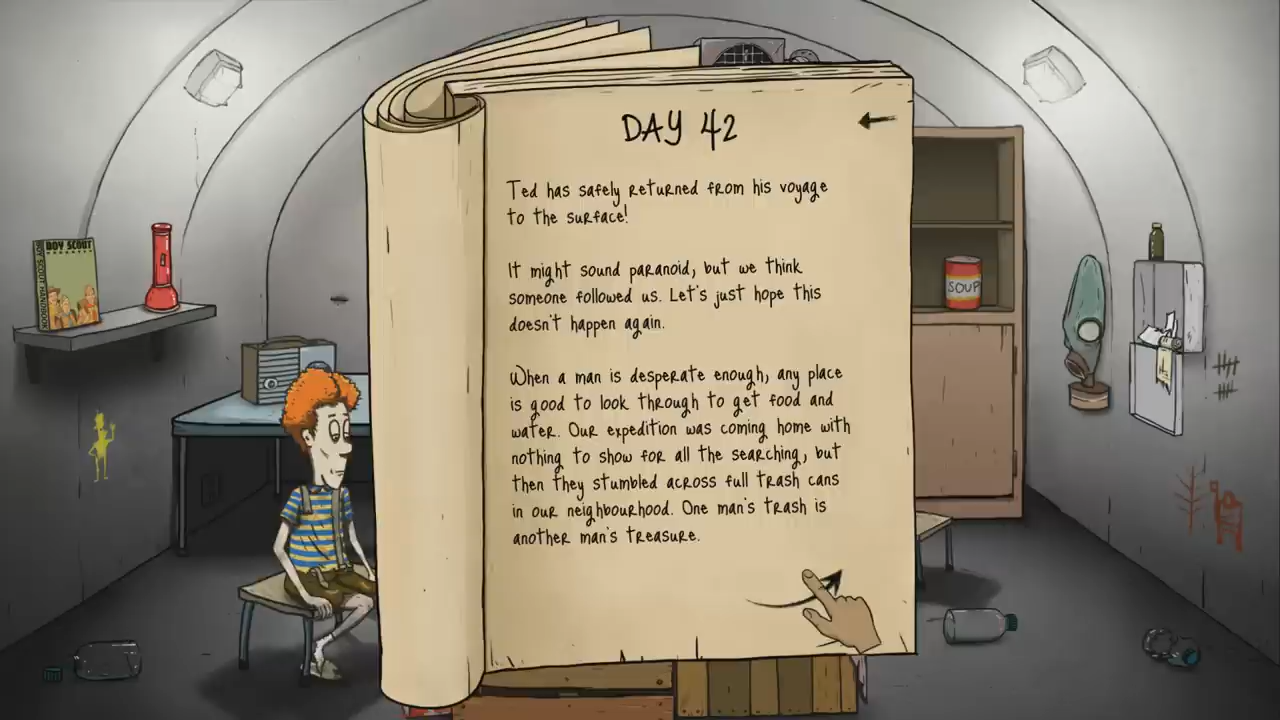 DAY 42
Ted has safely returned from his voyage
to the surface!
It might sound paranoid, but we think
someone followed us. Let's just hope this
doesn't happen again.
When a man is desperate enough, any place
is good to look through to get food and
water. Our expedition was coming home with
nothing to show for all the searching, but
then they stumbled across full trash cans
in our neighbourhood. One man's trash is
another man's treasure.
BOY SCOUT
BOY SCOUT HANDBOOK
SOUP